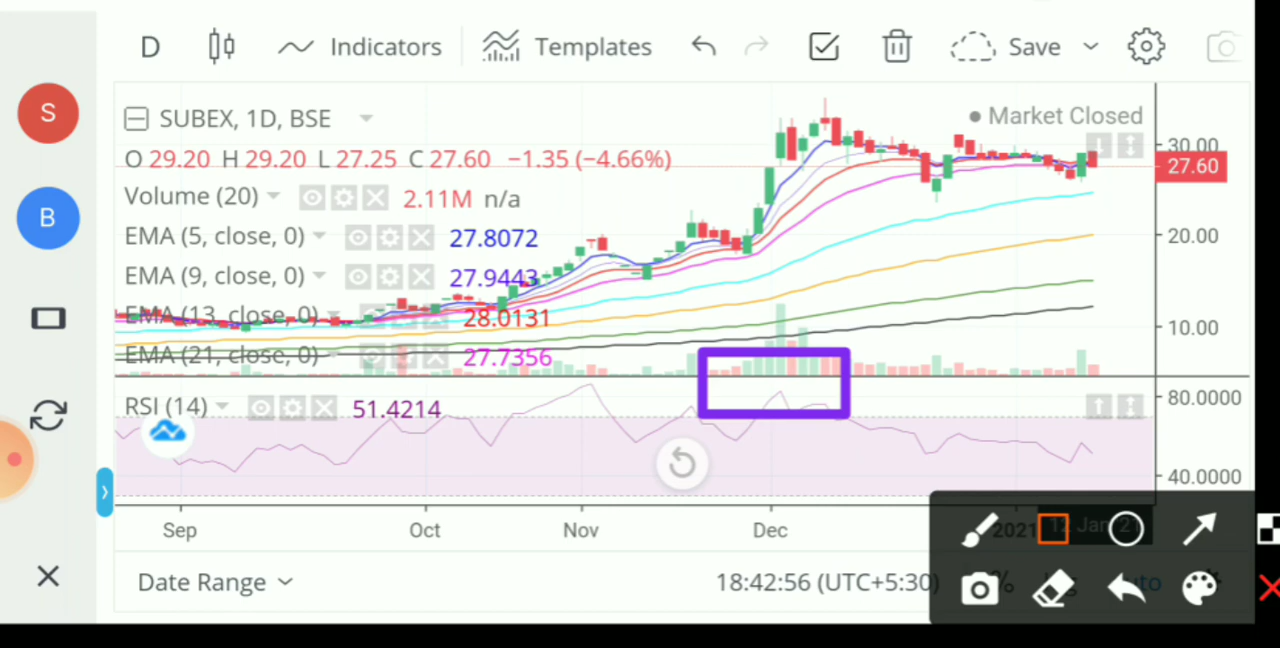 D Indicators Templates Save
S
SUBEX, 1D, BSE
Market Closed
O 29.20 H 29.20 L 27.25 C 27.60 −1.35 (−4.66%)
30.00
27.60
Volume (20) 2.11M n/a
B
EMA (5, close, 0) 27.8072
20.00
EMA (9, close, 0) 27.9443
EMA (13, close, 0) 28.0131
10.00
EMA (21, close, 0) 27.7356
RSI (14) 51.4214
80.0000
40.0000
Sep Oct Nov Dec 2021 12 Jan '21
Date Range 18:42:56 (UTC+5:30) %